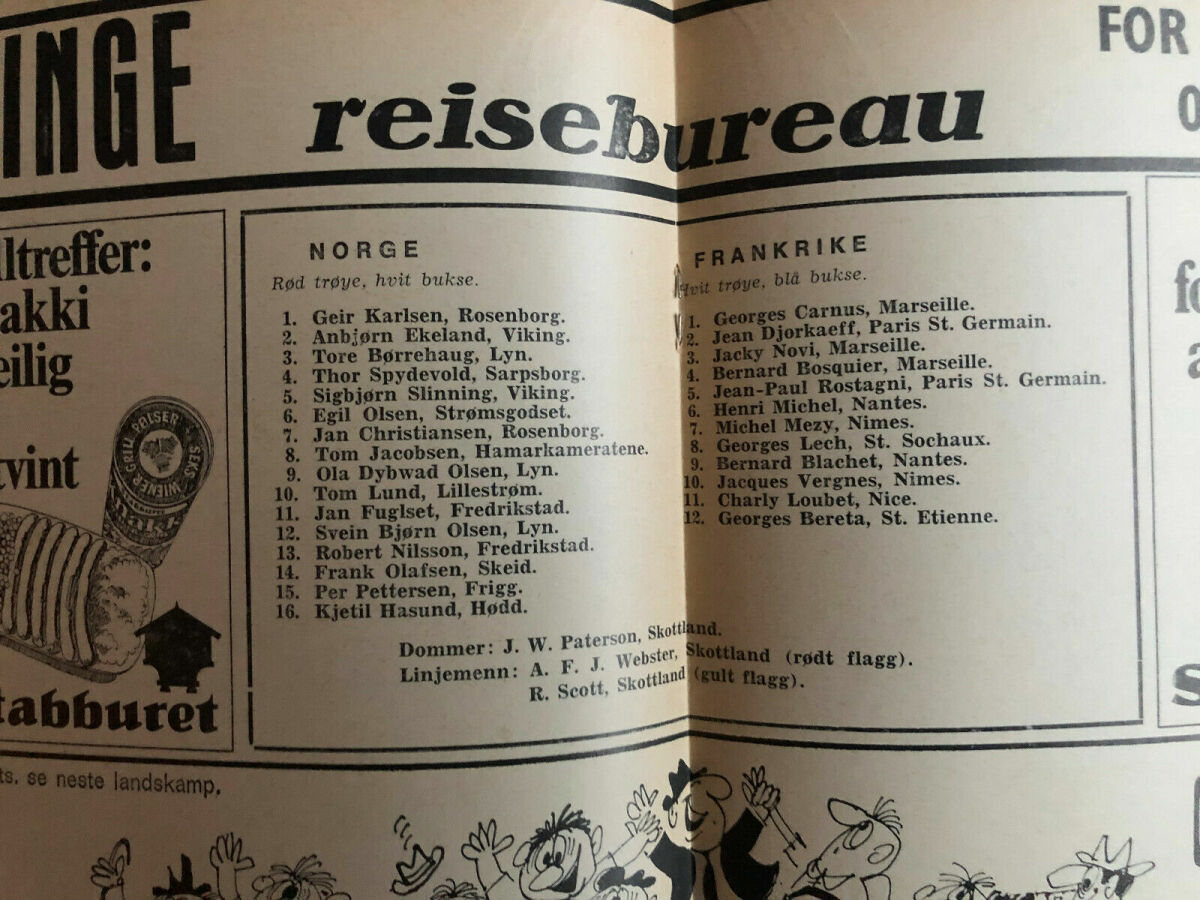 INGE reisebureau
FOR
lltreffer:
akki
eilig
tvint
GRILL PØLSER
SEKS WIENER
tabburet
NORGE
Rød trøye, hvit bukse.
1. Geir Karlsen, Rosenborg.
2. Anbjørn Ekeland, Viking.
3. Tore Børrehaug, Lyn.
4. Thor Spydevold, Sarpsborg.
5. Sigbjørn Slinning, Viking.
6. Egil Olsen, Strømsgodset.
7. Jan Christiansen, Rosenborg.
8. Tom Jacobsen, Hamarkameratene.
9. Ola Dybwad Olsen, Lyn.
10. Tom Lund, Lillestrøm.
11. Jan Fuglset, Fredrikstad.
12. Svein Bjørn Olsen, Lyn.
13. Robert Nilsson, Fredrikstad.
14. Frank Olafsen, Skeid.
15. Per Pettersen, Frigg.
16. Kjetil Hasund, Hødd.
FRANKRIKE
Hvit trøye, blå bukse.
1. Georges Carnus, Marseille.
2. Jean Djorkaeff, Paris St. Germain.
3. Jacky Novi, Marseille.
4. Bernard Bosquier, Marseille.
5. Jean-Paul Rostagni, Paris St. Germain.
6. Henri Michel, Nantes.
7. Michel Mezy, Nimes.
8. Georges Lech, St. Sochaux.
9. Bernard Blachet, Nantes.
10. Jacques Vergnes, Nimes.
11. Charly Loubet, Nice.
12. Georges Bereta, St. Etienne.
Dommer: J. W. Paterson, Skottland.
Linjemenn: A. F. J. Webster, Skottland (rødt flagg).
R. Scott, Skottland (gult flagg).
ts. se neste landskamp.